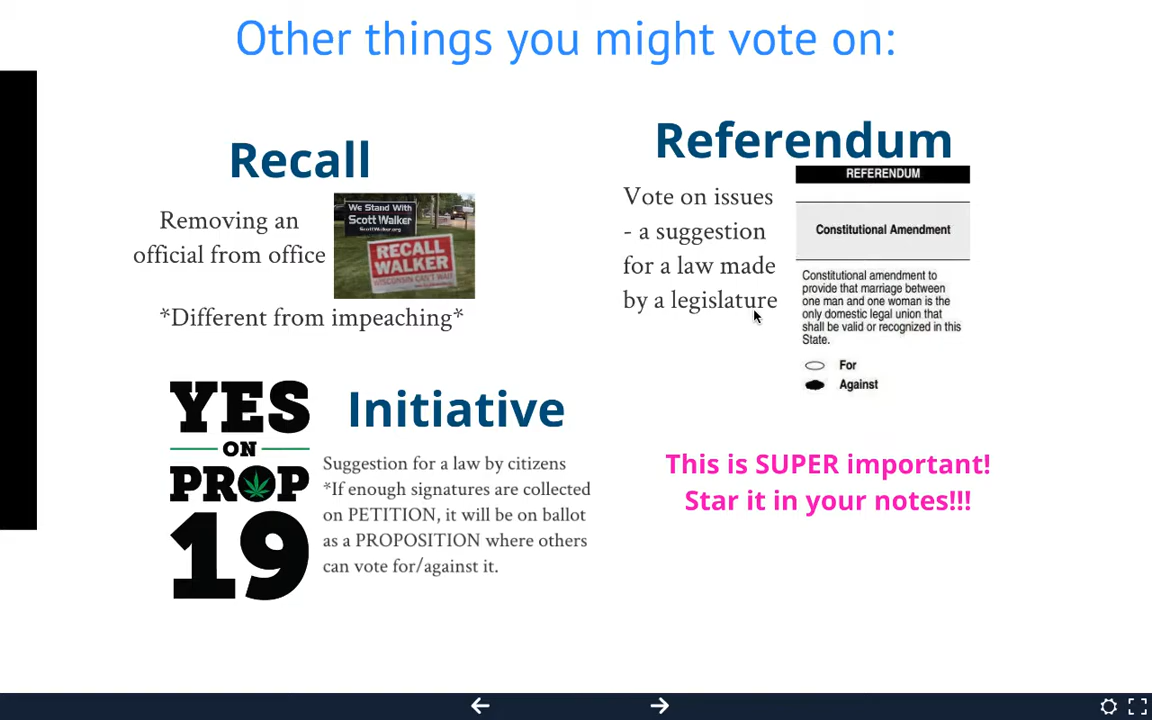 Other things you might vote on:
Recall
Removing an
official from office
We Stand With
Scott Walker
ScottWalker.org
RECALL
WALKER
WISCONSIN CAN'T WAIT
*Different from impeaching*
Referendum
Vote on issues
- a suggestion
for a law made
by a legislature
REFERENDUM
Constitutional Amendment
Constitutional amendment to
provide that marriage between
one man and one woman is the
only domestic legal union that
shall be valid or recognized in this
State.
For
Against
YES
ON
PROP
19
Initiative
Suggestion for a law by citizens
*If enough signatures are collected
on PETITION, it will be on ballot
as a PROPOSITION where others
can vote for/against it.
This is SUPER important!
Star it in your notes!!!